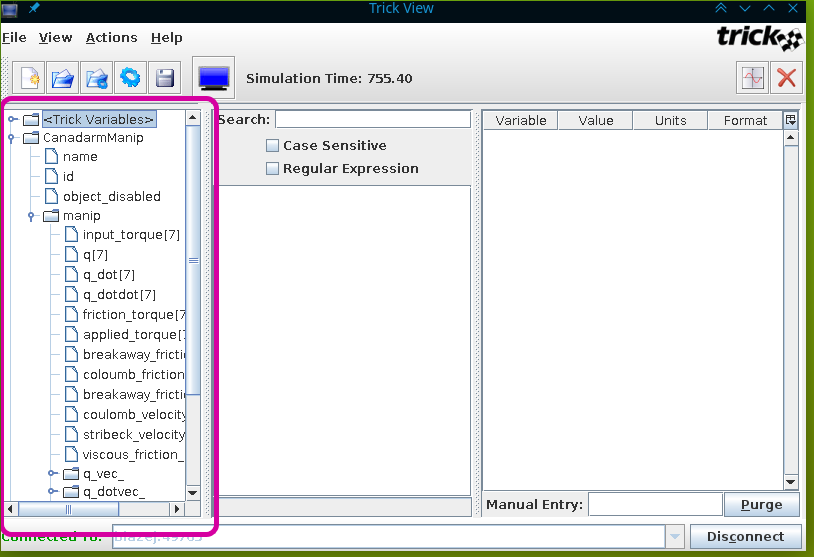 Trick View
File View Actions Help
trick
Simulation Time: 755.40
<Trick Variables>
CanadarmManip
name
id
object_disabled
manip
input_torque[7]
q[7]
q_dot[7]
q_dotdot[7]
friction_torque[7
applied_torque[7
breakaway_frictio
coloumb_friction
breakaway_frictio
coulomb_velocity
stribeck_velocity
viscous_friction_
q_vec_
q_dotvec_
Search:
Case Sensitive
Regular Expression
Variable Value Units Format
Manual Entry: Purge
Connected To: Disconnect